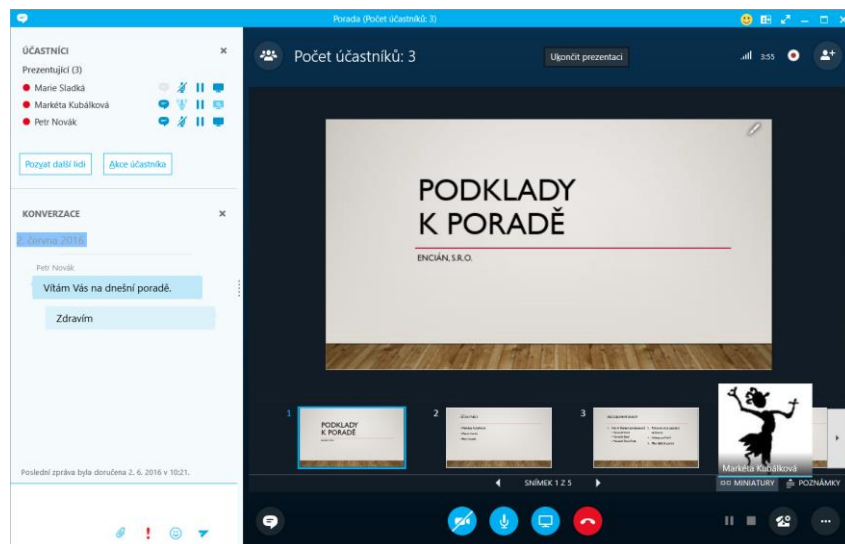 Porada (Počet účastníků: 3)
ÚČASTNÍCI
Prezentující (3)
Marie Sladká
Markéta Kubálková
Petr Novák
Pozvat další lidi
Akce účastníka
KONVERZACE
2. června 2016
Petr Novák
Vítám Vás na dnešní poradě.
Zdravím
Poslední zpráva byla doručena 2. 6. 2016 v 10:21.
Počet účastníků: 3
Ukončit prezentaci
3:55
PODKLADY
K PORADĚ
ENCIÁN, S.R.O.
1
PODKLADY
K PORADĚ
2
3
Markéta Kubálková
SNÍMEK 1 Z 5
MINIATURY
POZNÁMKY